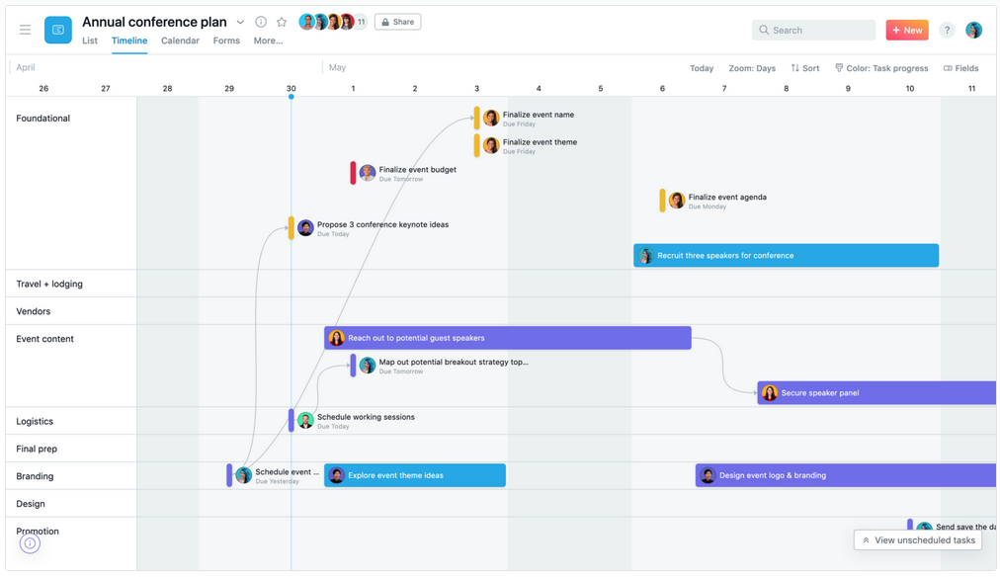 Annual conference plan
11
Share
List Timeline Calendar Forms More...
Search
+ New
?
April
May
Today Zoom: Days Sort Color: Task progress Fields
26 27 28 29 30 1 2 3 4 5 6 7 8 9 10 11
Foundational
Finalize event name
Due Friday
Finalize event theme
Due Friday
Finalize event budget
Due Tomorrow
Finalize event agenda
Due Monday
Propose 3 conference keynote ideas
Due Today
Recruit three speakers for conference
Travel + lodging
Vendors
Event content
Reach out to potential guest speakers
Map out potential breakout strategy top...
Due Tomorrow
Secure speaker panel
Logistics
Schedule working sessions
Due Today
Final prep
Branding
Schedule event ...
Due Yesterday
Explore event theme ideas
Design event logo & branding
Design
Promotion
Send save the da
View unscheduled tasks